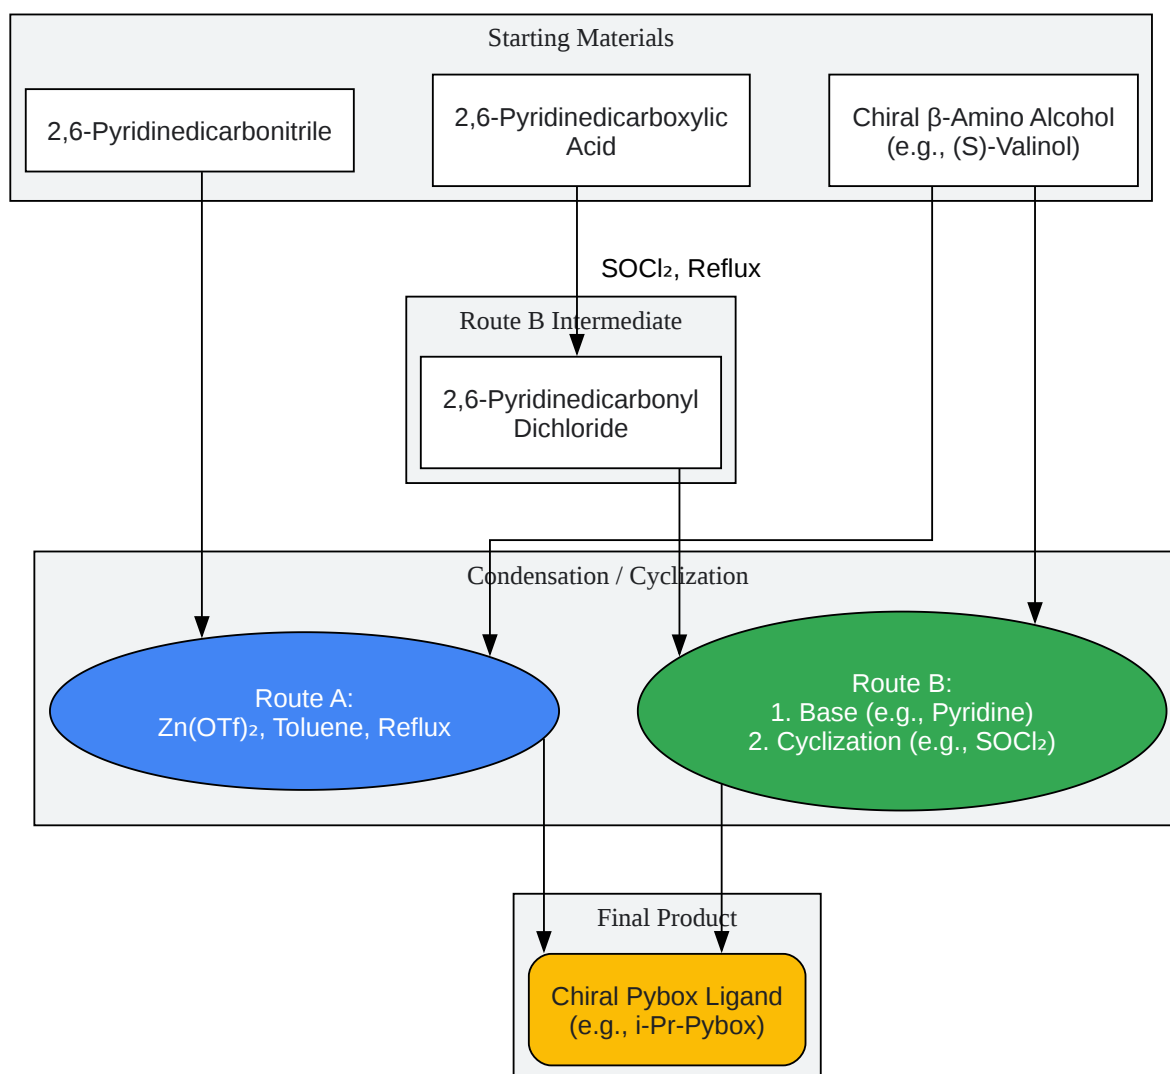 Starting Materials
2,6-Pyridinedicarbonitrile
2,6-Pyridinedicarboxylic
Acid
Chiral β-Amino Alcohol
(e.g., (S)-Valinol)
SOCl₂, Reflux
Route B Intermediate
2,6-Pyridinedicarbonyl
Dichloride
Condensation / Cyclization
Route A:
Zn(OTf)₂, Toluene, Reflux
Route B:
1. Base (e.g., Pyridine)
2. Cyclization (e.g., SOCl₂)
Final Product
Chiral Pybox Ligand
(e.g., i-Pr-Pybox)